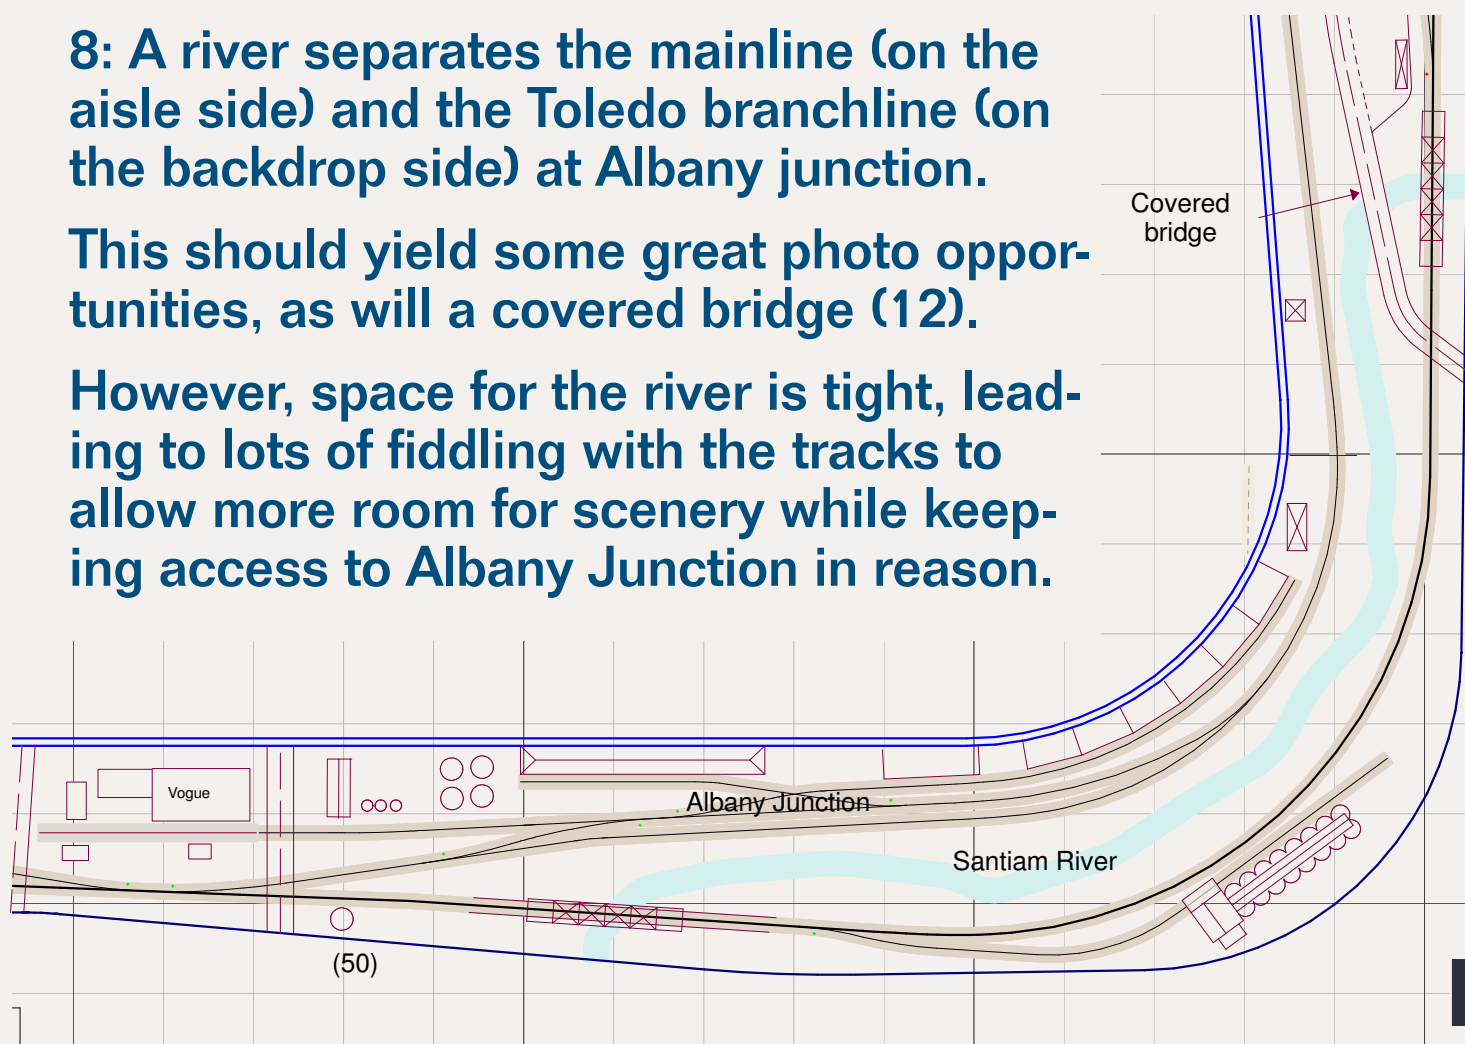 8: A river separates the mainline (on the
aisle side) and the Toledo branchline (on
the backdrop side) at Albany junction.
This should yield some great photo oppor-
tunities, as will a covered bridge (12).
However, space for the river is tight, lead-
ing to lots of fiddling with the tracks to
allow more room for scenery while keep-
ing access to Albany Junction in reason.
Covered
bridge
Vogue
Albany Junction
Santiam River
(50)